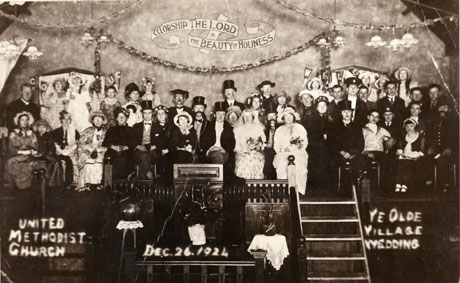 WORSHIP THE LORD
IN
THE BEAUTY OF HOLINESS
UNITED
METHODIST
CHURCH
DEC. 26. 1924
YE OLDE
VILLAGE
WEDDING